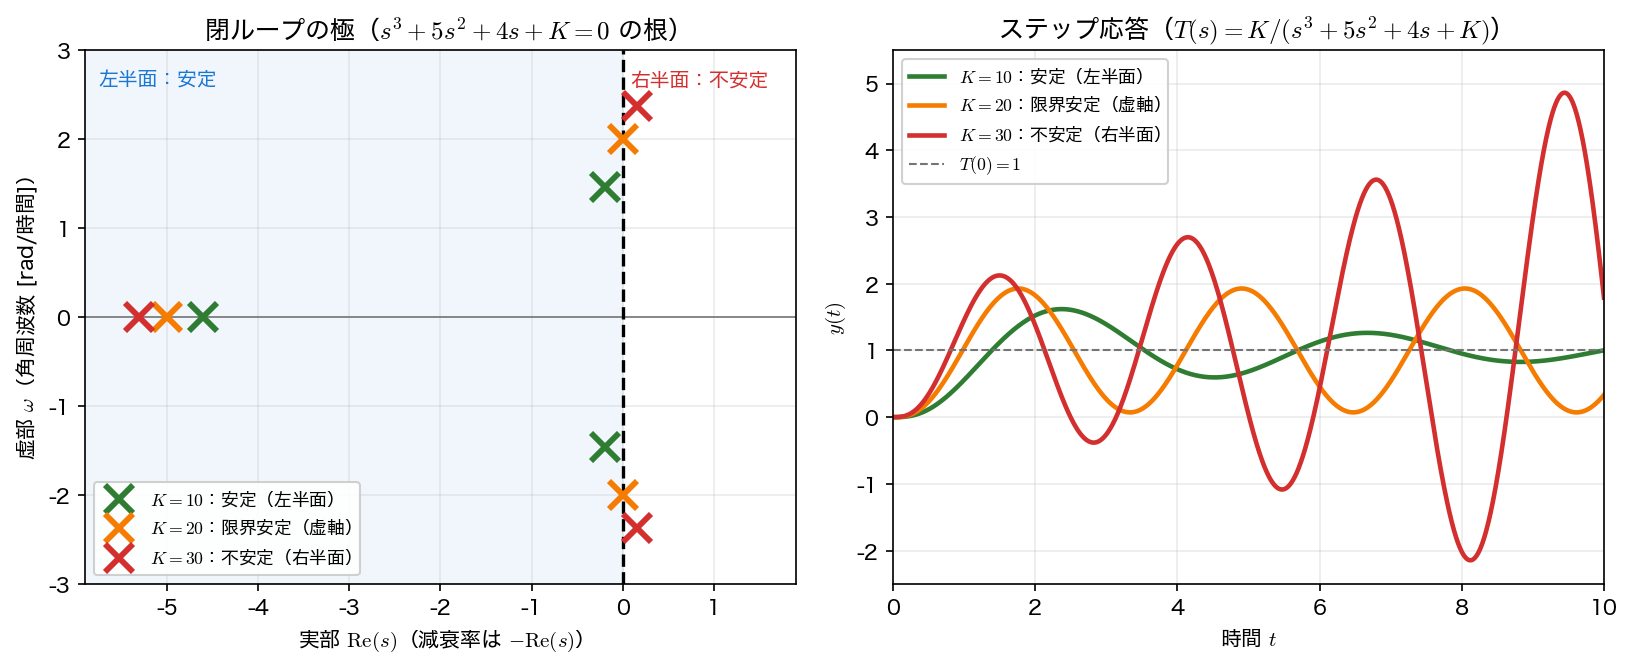 閉ループの極（s³+5s²+4s+K=0 の根）
左半面：安定
右半面：不安定
3
2
1
0
-1
-2
-3
虚部 ω（角周波数 [rad/時間]）
K=10：安定（左半面）
K=20：限界安定（虚軸）
K=30：不安定（右半面）
-5
-4
-3
-2
-1
0
1
実部 Re(s)（減衰率は −Re(s)）
ステップ応答（T(s)=K/(s³+5s²+4s+K)）
K=10：安定（左半面）
K=20：限界安定（虚軸）
K=30：不安定（右半面）
T(0)=1
5
4
3
2
1
0
-1
-2
y(t)
0
2
4
6
8
10
時間 t